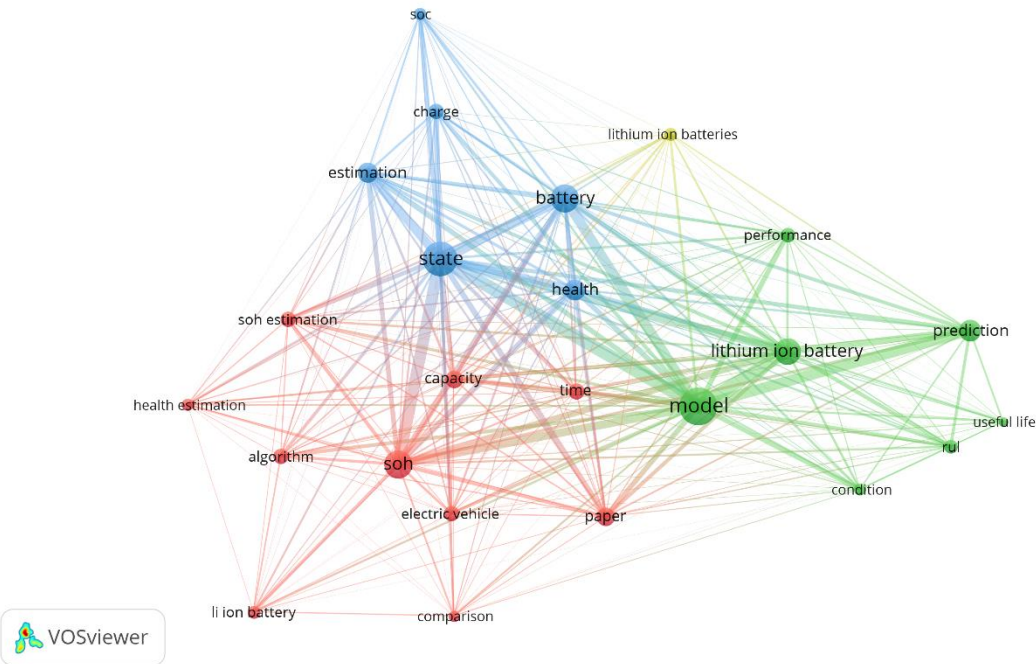 soc
charge
lithium ion batteries
estimation
battery
performance
state
health
soh estimation
prediction
lithium ion battery
capacity
time
health estimation
model
useful life
rul
algorithm
soh
condition
electric vehicle
paper
li ion battery
comparison
VOSviewer